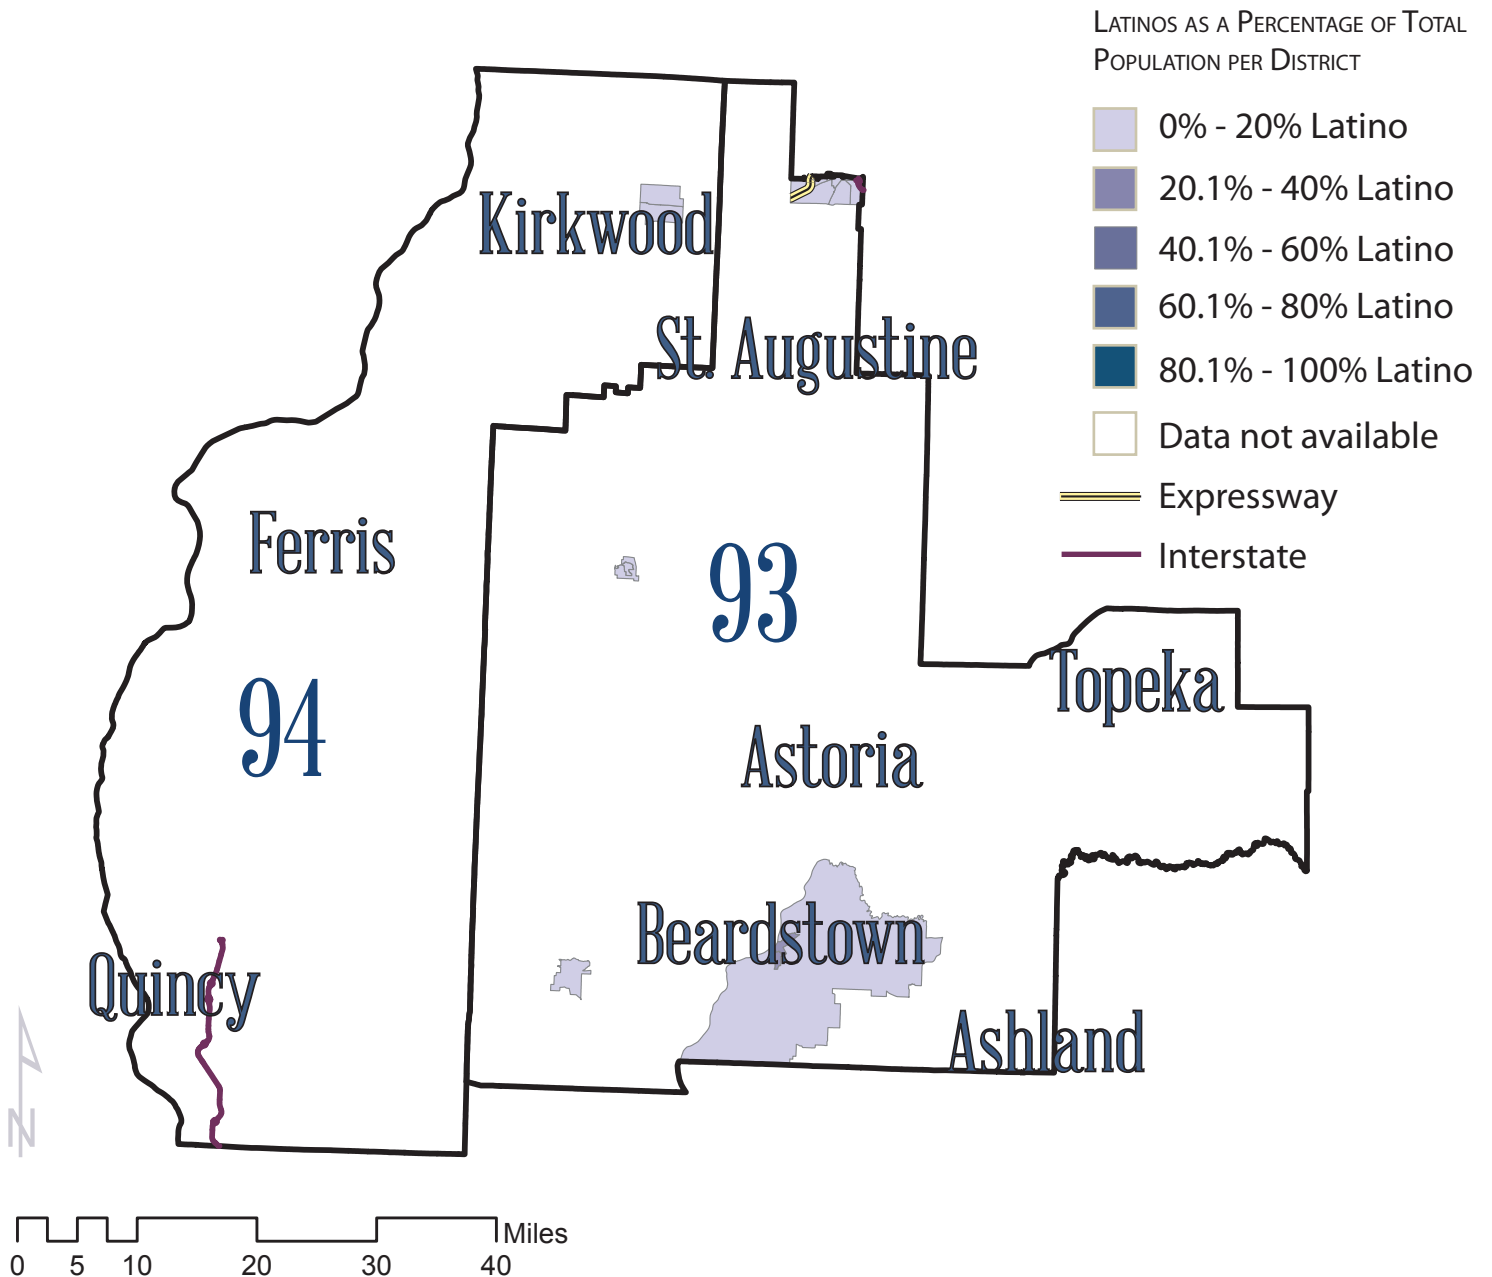 LATINOS AS A PERCENTAGE OF TOTAL
POPULATION PER DISTRICT
0% - 20% Latino
20.1% - 40% Latino
40.1% - 60% Latino
60.1% - 80% Latino
80.1% - 100% Latino
Data not available
Expressway
Interstate
Kirkwood
St. Augustine
Ferris
93
Topeka
94
Astoria
Beardstown
Quincy
Ashland
N
Miles
0 5 10 20 30 40